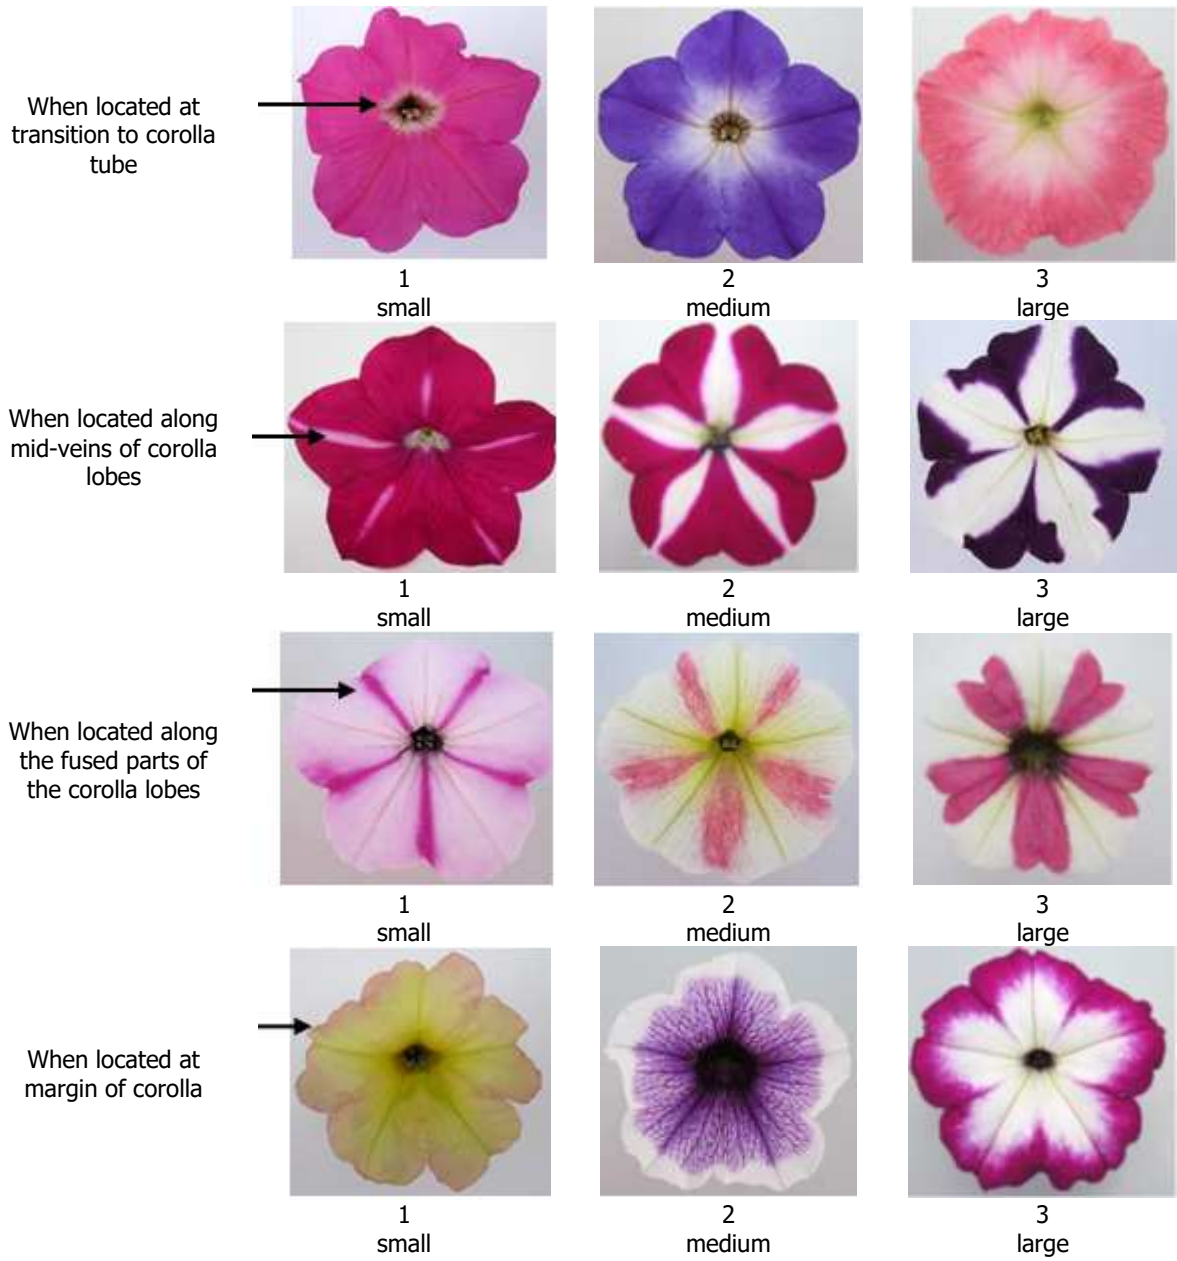 When located at
transition to corolla
tube
1
small
2
medium
3
large
When located along
mid-veins of corolla
lobes
1
small
2
medium
3
large
When located along
the fused parts of
the corolla lobes
1
small
2
medium
3
large
When located at
margin of corolla
1
small
2
medium
3
large